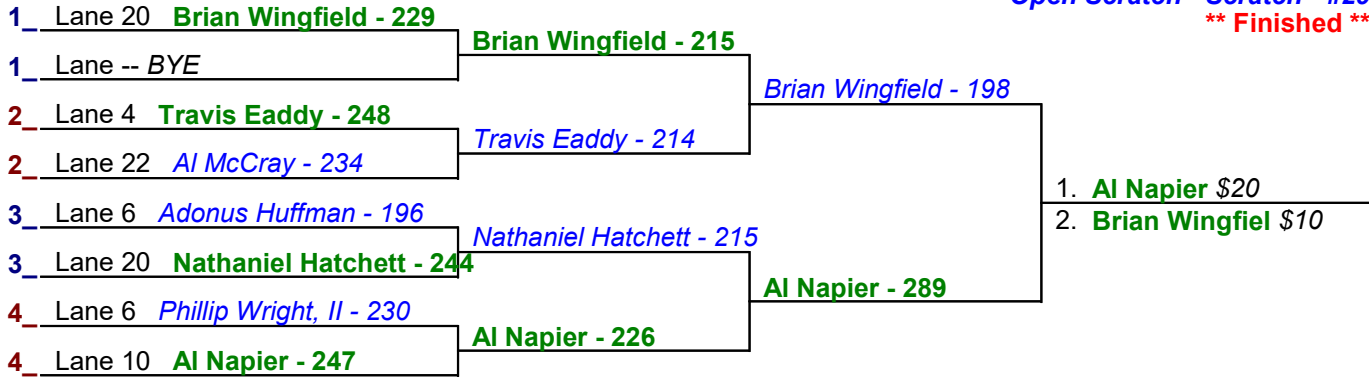 Open Scratch - Scratch - #20
** Finished **
1_ Lane 20 Brian Wingfield - 229
Brian Wingfield - 215
1_ Lane -- BYE
Brian Wingfield - 198
2_ Lane 4 Travis Eaddy - 248
Travis Eaddy - 214
2_ Lane 22 Al McCray - 234
1. Al Napier $20
2. Brian Wingfiel $10
3_ Lane 6 Adonus Huffman - 196
Nathaniel Hatchett - 215
3_ Lane 20 Nathaniel Hatchett - 244
Al Napier - 289
4_ Lane 6 Phillip Wright, II - 230
Al Napier - 226
4_ Lane 10 Al Napier - 247